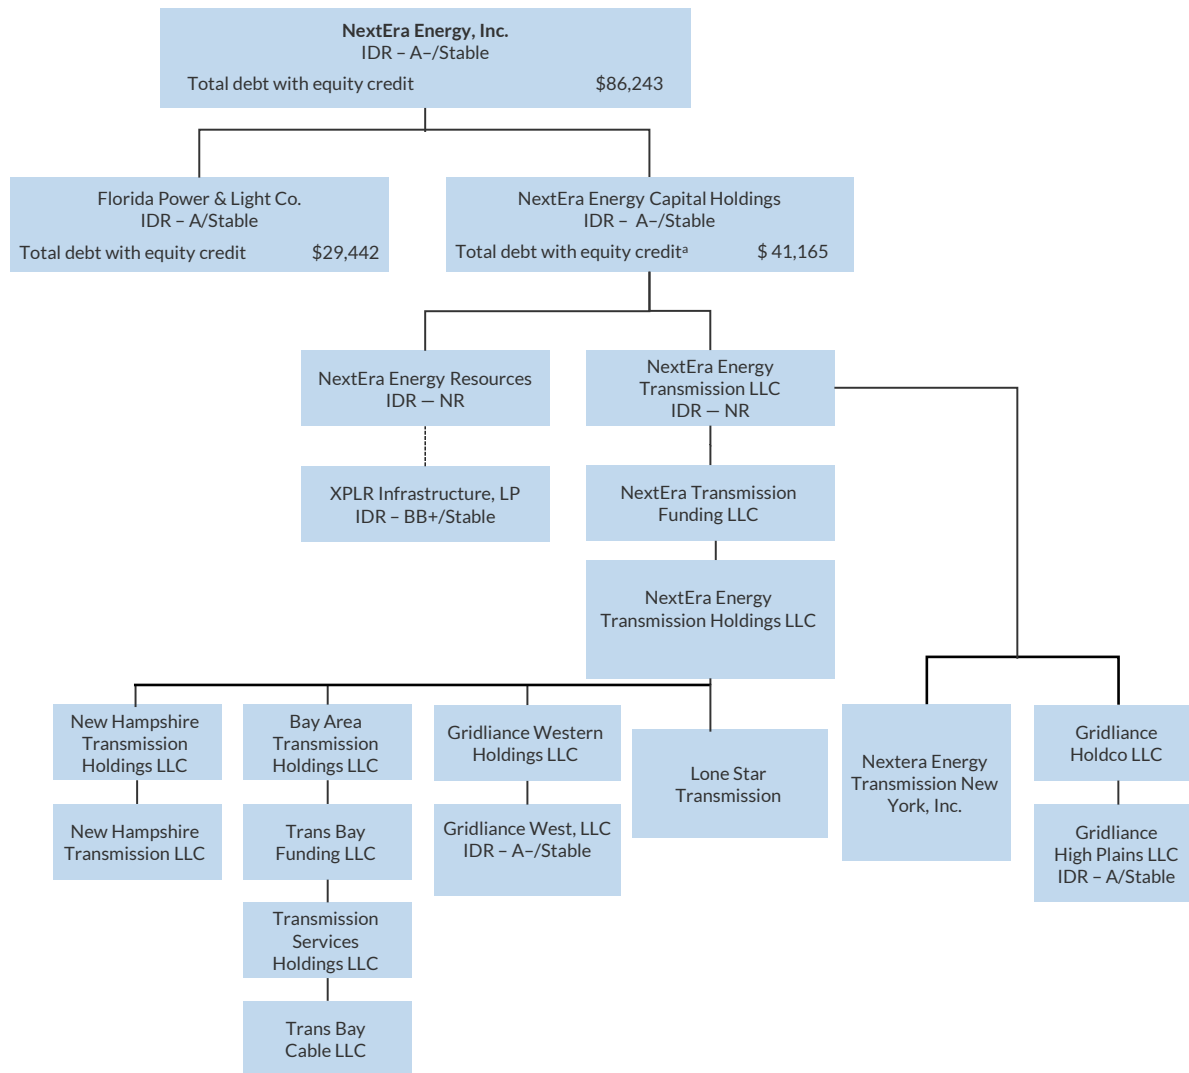 NextEra Energy, Inc.
IDR – A–/Stable
Total debt with equity credit $86,243
Florida Power & Light Co.
IDR – A/Stable
Total debt with equity credit $29,442
NextEra Energy Capital Holdings
IDR – A–/Stable
Total debt with equity creditᵃ $ 41,165
NextEra Energy Resources
IDR — NR
NextEra Energy
Transmission LLC
IDR — NR
XPLR Infrastructure, LP
IDR – BB+/Stable
NextEra Transmission
Funding LLC
NextEra Energy
Transmission Holdings LLC
New Hampshire
Transmission
Holdings LLC
Bay Area
Transmission
Holdings LLC
Gridliance Western
Holdings LLC
Lone Star
Transmission
Nextera Energy
Transmission New
York, Inc.
Gridliance
Holdco LLC
New Hampshire
Transmission LLC
Trans Bay
Funding LLC
Gridliance West, LLC
IDR – A–/Stable
Gridliance
High Plains LLC
IDR – A/Stable
Transmission
Services
Holdings LLC
Trans Bay
Cable LLC